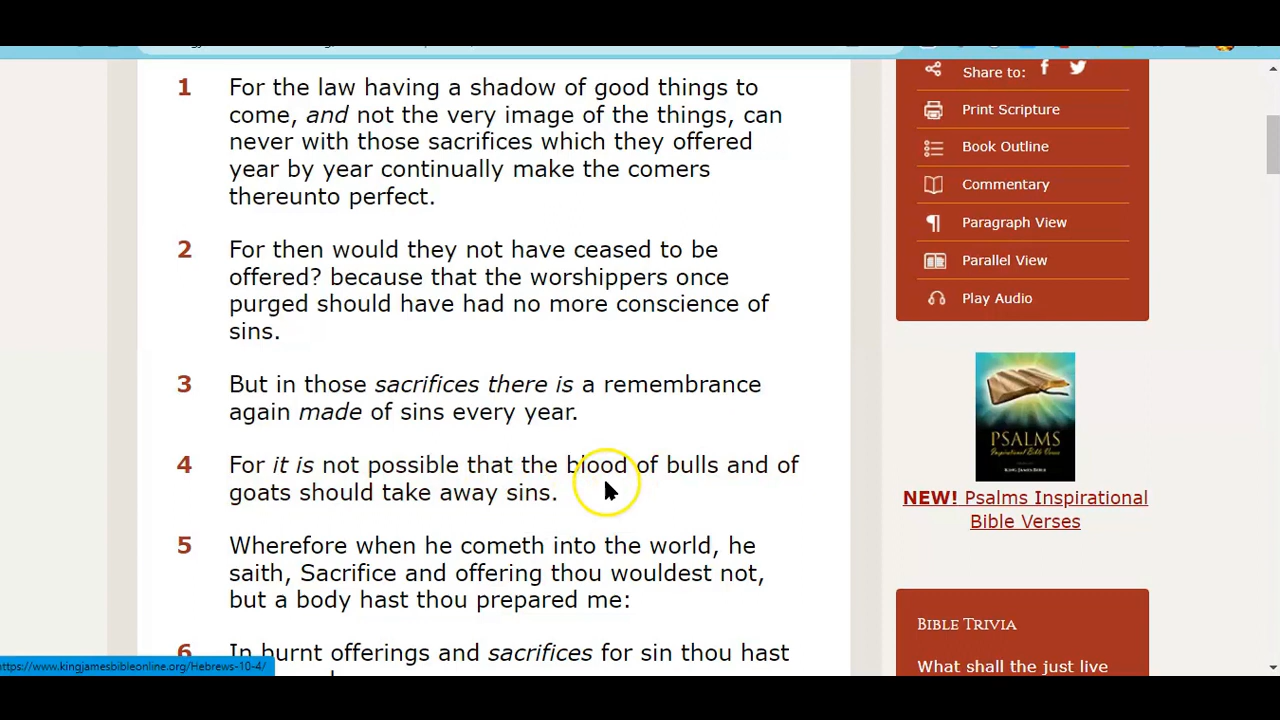 1 For the law having a shadow of good things to
come, and not the very image of the things, can
never with those sacrifices which they offered
year by year continually make the comers
thereunto perfect.
2 For then would they not have ceased to be
offered? because that the worshippers once
purged should have had no more conscience of
sins.
3 But in those sacrifices there is a remembrance
again made of sins every year.
4 For it is not possible that the blood of bulls and of
goats should take away sins.
5 Wherefore when he cometh into the world, he
saith, Sacrifice and offering thou wouldest not,
but a body hast thou prepared me:
6 In burnt offerings and sacrifices for sin thou hast
https://www.kingjamesbibleonline.org/Hebrews-10-4/
Share to:
Print Scripture
Book Outline
Commentary
Paragraph View
Parallel View
Play Audio
PSALMS
Inspirational Bible Verses
NEW! Psalms Inspirational
Bible Verses
BIBLE TRIVIA
What shall the just live